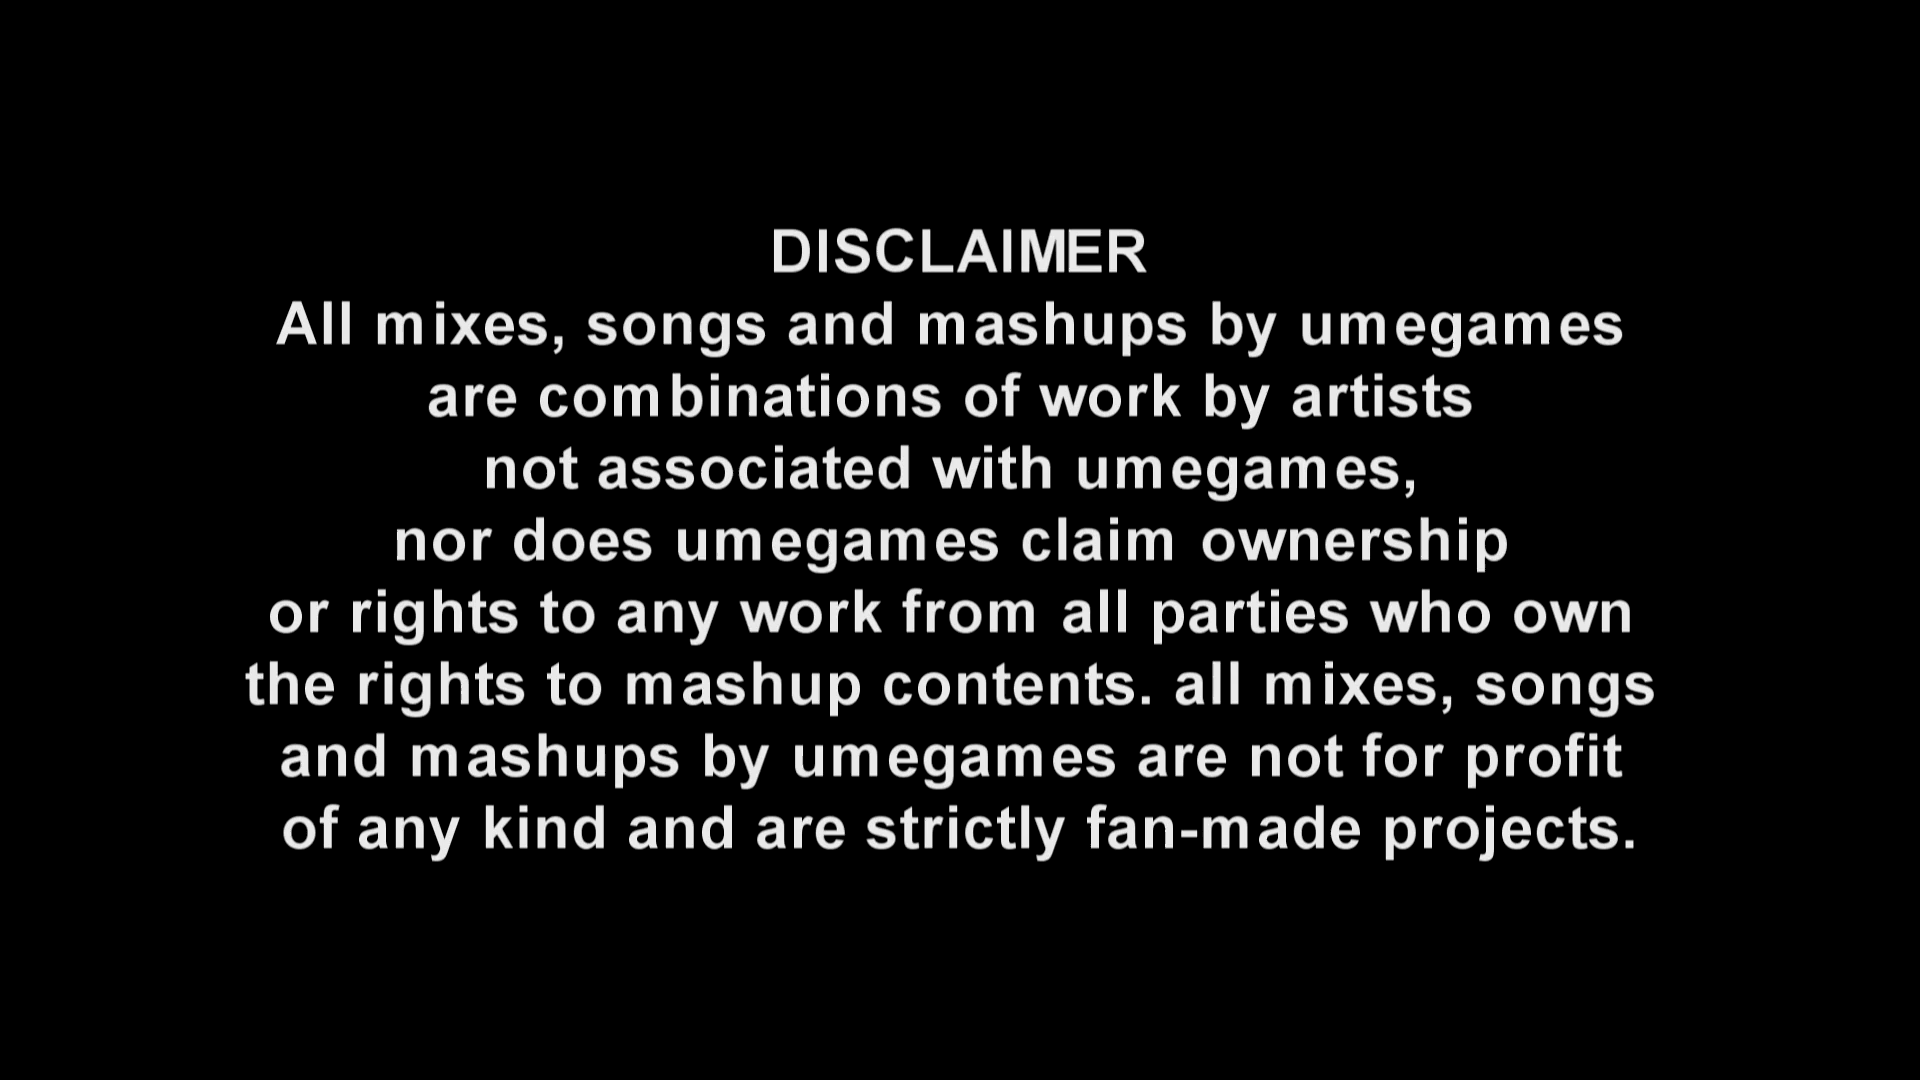 DISCLAIMER
All mixes, songs and mashups by umegames
are combinations of work by artists
not associated with umegames,
nor does umegames claim ownership
or rights to any work from all parties who own
the rights to mashup contents. all mixes, songs
and mashups by umegames are not for profit
of any kind and are strictly fan-made projects.